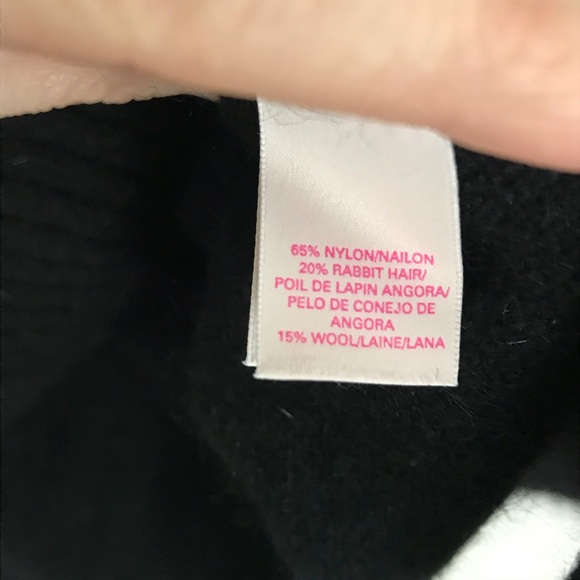 65% NYLON/NAILON
20% RABBIT HAIR/
POIL DE LAPIN ANGORA/
PELO DE CONEJO DE
ANGORA
15% WOOL/LAINE/LANA